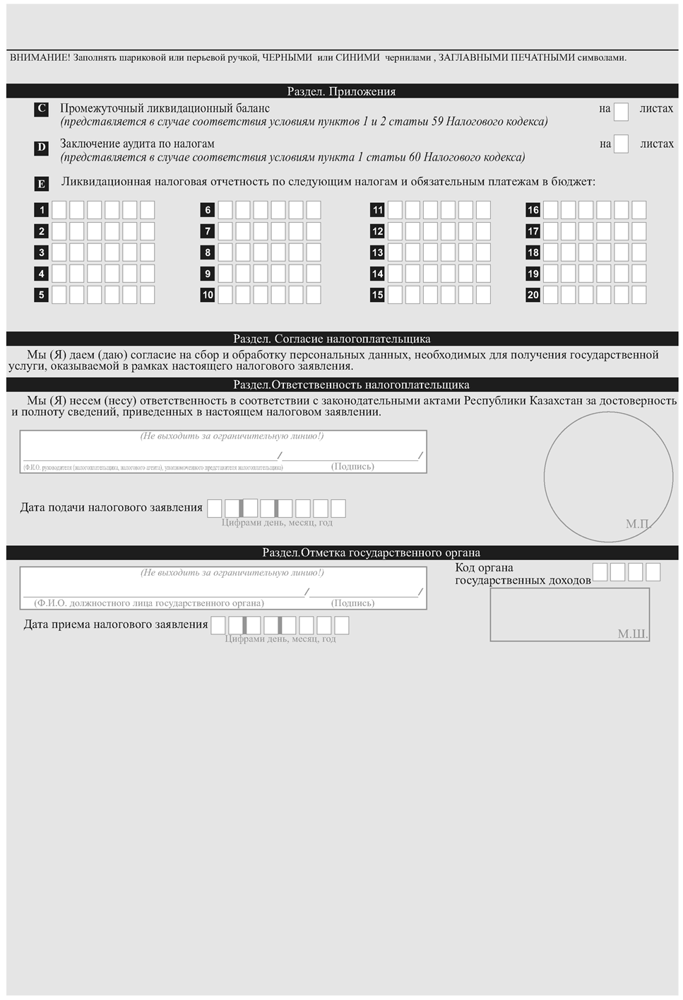 ВНИМАНИЕ! Заполнять шариковой или перьевой ручкой, ЧЕРНЫМИ или СИНИМИ чернилами , ЗАГЛАВНЫМИ ПЕЧАТНЫМИ символами.
Раздел. Приложения
C Промежуточный ликвидационный баланс на листах
(представляется в случае соответствия условиям пунктов 1 и 2 статьи 59 Налогового кодекса)
D Заключение аудита по налогам на листах
(представляется в случае соответствия условиям пункта 1 статьи 60 Налогового кодекса)
E Ликвидационная налоговая отчетность по следующим налогам и обязательным платежам в бюджет:
1 6 11 16
2 7 12 17
3 8 13 18
4 9 14 19
5 10 15 20
Раздел. Согласие налогоплательщика
Мы (Я) даем (даю) согласие на сбор и обработку персональных данных, необходимых для получения государственной
услуги, оказываемой в рамках настоящего налогового заявления.
Раздел.Ответственность налогоплательщика
Мы (Я) несем (несу) ответственность в соответствии с законодательными актами Республики Казахстан за достоверность
и полноту сведений, приведенных в настоящем налоговом заявлении.
(Не выходить за ограничительную линию!)
/ /
(Ф.И.О. руководителя (налогоплательщика, налогового агента), уполномоченного представителя налогоплательщика) (Подпись)
Дата подачи налогового заявления
Цифрами день, месяц, год
М.П.
Раздел.Отметка государственного органа
(Не выходить за ограничительную линию!)
/ /
(Ф.И.О. должностного лица государственного органа) (Подпись)
Код органа
государственных доходов
Дата приема налогового заявления
Цифрами день, месяц, год
М.Ш.